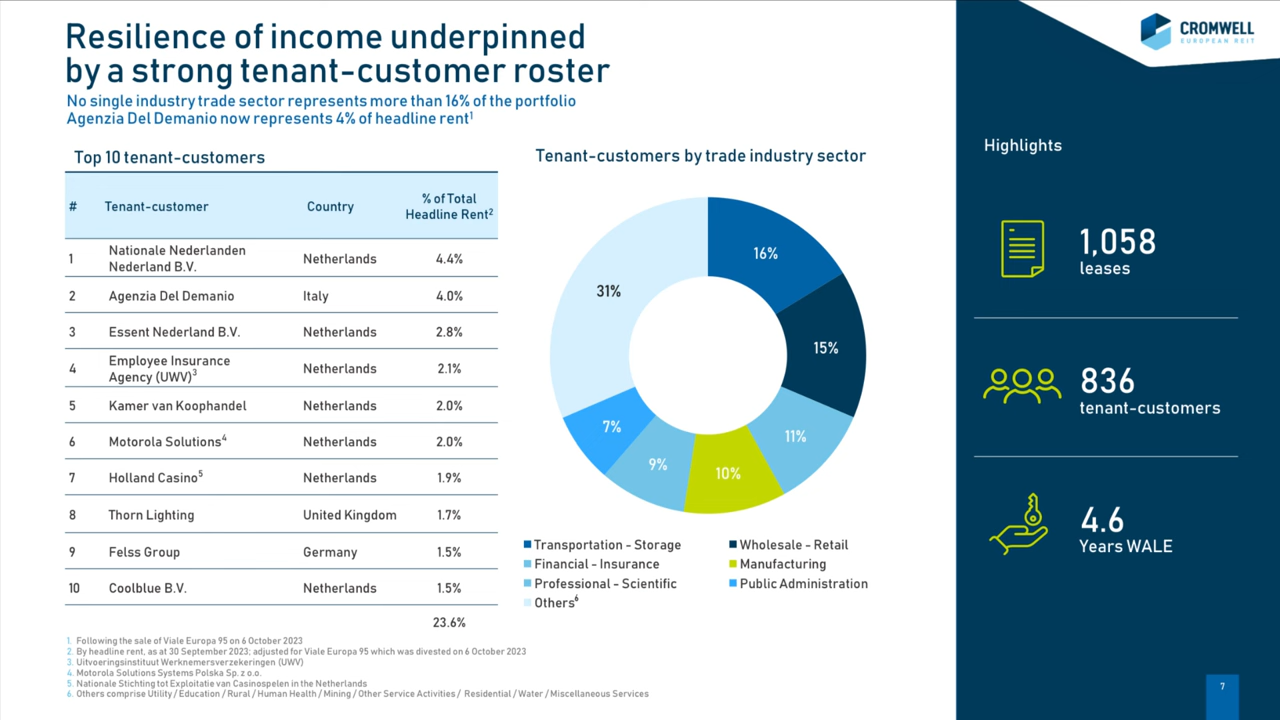 Resilience of income underpinned
by a strong tenant-customer roster
No single industry trade sector represents more than 16% of the portfolio
Agenzia Del Demanio now represents 4% of headline rent1
Top 10 tenant-customers
# Tenant-customer Country % of Total Headline Rent2
1 Nationale Nederlanden Nederland B.V. Netherlands 4.4%
2 Agenzia Del Demanio Italy 4.0%
3 Essent Nederland B.V. Netherlands 2.8%
4 Employee Insurance Agency (UWV)3 Netherlands 2.1%
5 Kamer van Koophandel Netherlands 2.0%
6 Motorola Solutions4 Netherlands 2.0%
7 Holland Casino5 Netherlands 1.9%
8 Thorn Lighting United Kingdom 1.7%
9 Felss Group Germany 1.5%
10 Coolblue B.V. Netherlands 1.5%
23.6%
Tenant-customers by trade industry sector
16%
15%
11%
10%
9%
7%
31%
Transportation - Storage
Wholesale - Retail
Financial - Insurance
Manufacturing
Professional - Scientific
Public Administration
Others6
1. Following the sale of Viale Europa 95 on 6 October 2023
2. By headline rent, as at 30 September 2023; adjusted for Viale Europa 95 which was divested on 6 October 2023
3. Uitvoeringsinstituut Werknemersverzekeringen (UWV)
4. Motorola Solutions Systems Polska Sp. z o.o.
5. Nationale Stichting tot Exploitatie van Casinospelen in the Netherlands
6. Others comprise Utility / Education / Rural / Human Health / Mining / Other Service Activities / Residential / Water / Miscellaneous Services
CROMWELL
EUROPEAN REIT
Highlights
1,058
leases
836
tenant-customers
4.6
Years WALE
7